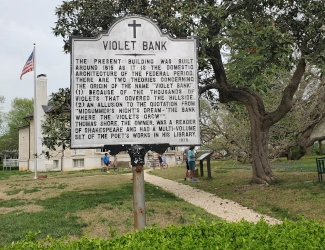 VIOLET BANK
THE PRESENT BUILDING WAS BUILT
AROUND 1815 AS IT IS THE DOMESTIC
ARCHITECTURE OF THE FEDERAL PERIOD.
THERE ARE TWO THEORIES CONCERNING
THE ORIGIN OF THE NAME "VIOLET BANK".
(1) BECAUSE OF THE THOUSANDS OF
VIOLETS THAT COVERED THE HILLSIDE
(2) AN ALLUSION TO THE QUOTATION FROM
"MIDSUMMER'S NIGHT DREAM-"THE BANK
WHERE THE VIOLETS GROW".
THOMAS SHORE, THE OWNER, WAS A READER
OF SHAKESPEARE AND HAD A MULTI-VOLUME
SET OF THE POET'S WORKS IN HIS LIBRARY.